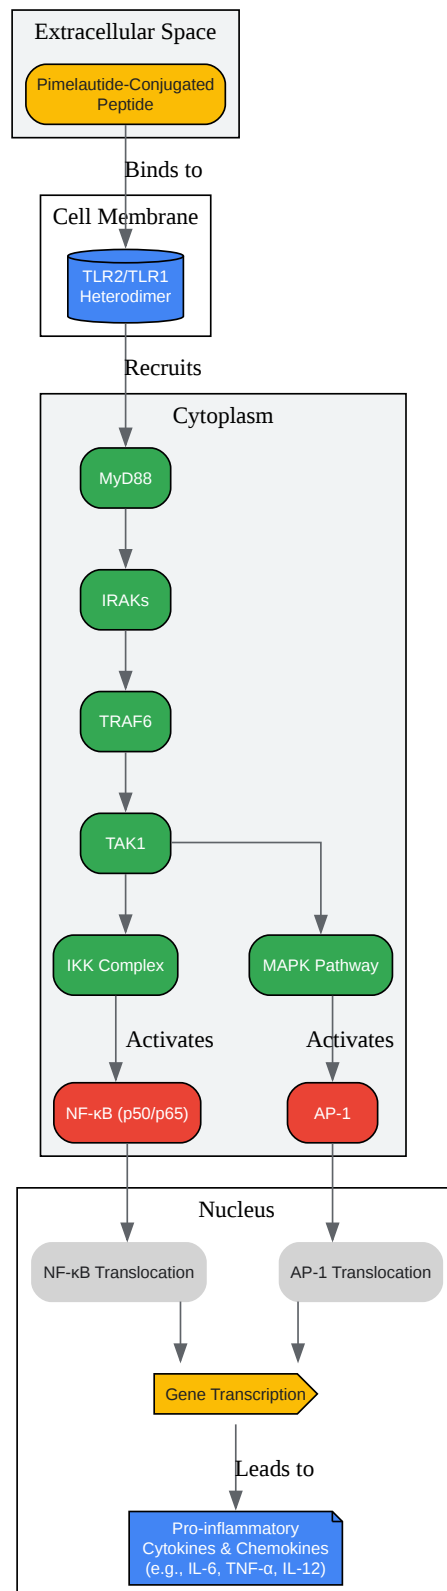 Extracellular Space
Pimelautide-Conjugated
Peptide
Binds to
Cell Membrane
TLR2/TLR1
Heterodimer
Recruits
Cytoplasm
MyD88
IRAKs
TRAF6
TAK1
IKK Complex
MAPK Pathway
Activates
Activates
NF-κB (p50/p65)
AP-1
Nucleus
NF-κB Translocation
AP-1 Translocation
Gene Transcription
Leads to
Pro-inflammatory
Cytokines & Chemokines
(e.g., IL-6, TNF-α, IL-12)